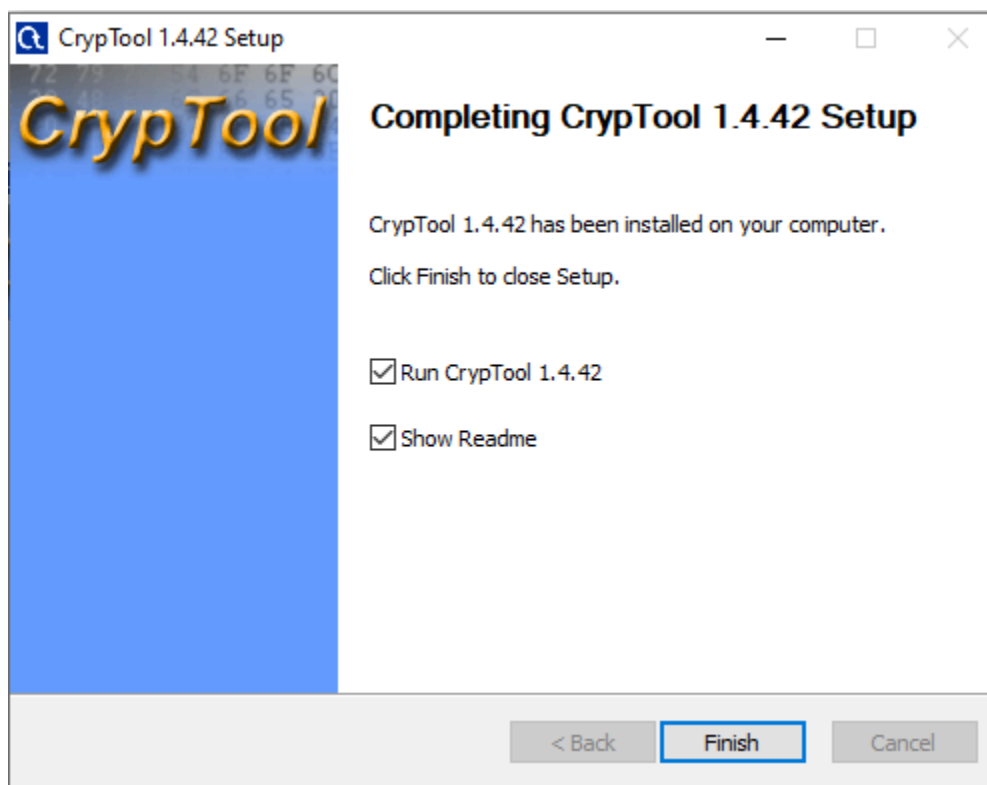 CrypTool 1.4.42 Setup
CrypTool
Completing CrypTool 1.4.42 Setup
CrypTool 1.4.42 has been installed on your computer.
Click Finish to close Setup.
Run CrypTool 1.4.42
Show Readme
< Back
Finish
Cancel